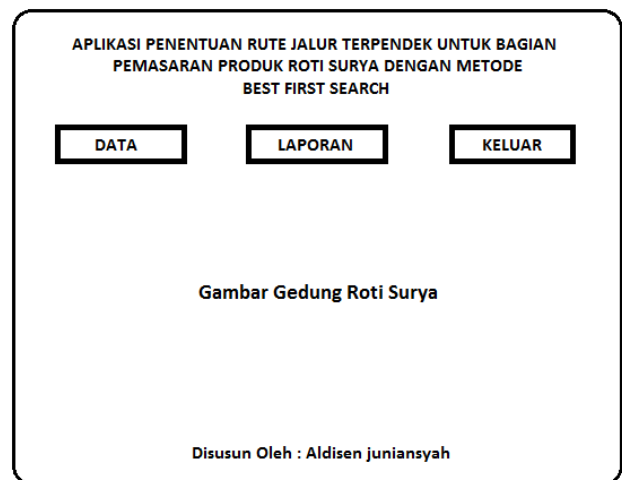 APLIKASI PENENTUAN RUTE JALUR TERPENDEK UNTUK BAGIAN
PEMASARAN PRODUK ROTI SURYA DENGAN METODE
BEST FIRST SEARCH
DATA LAPORAN KELUAR
Gambar Gedung Roti Surya
Disusun Oleh : Aldisen juniansyah